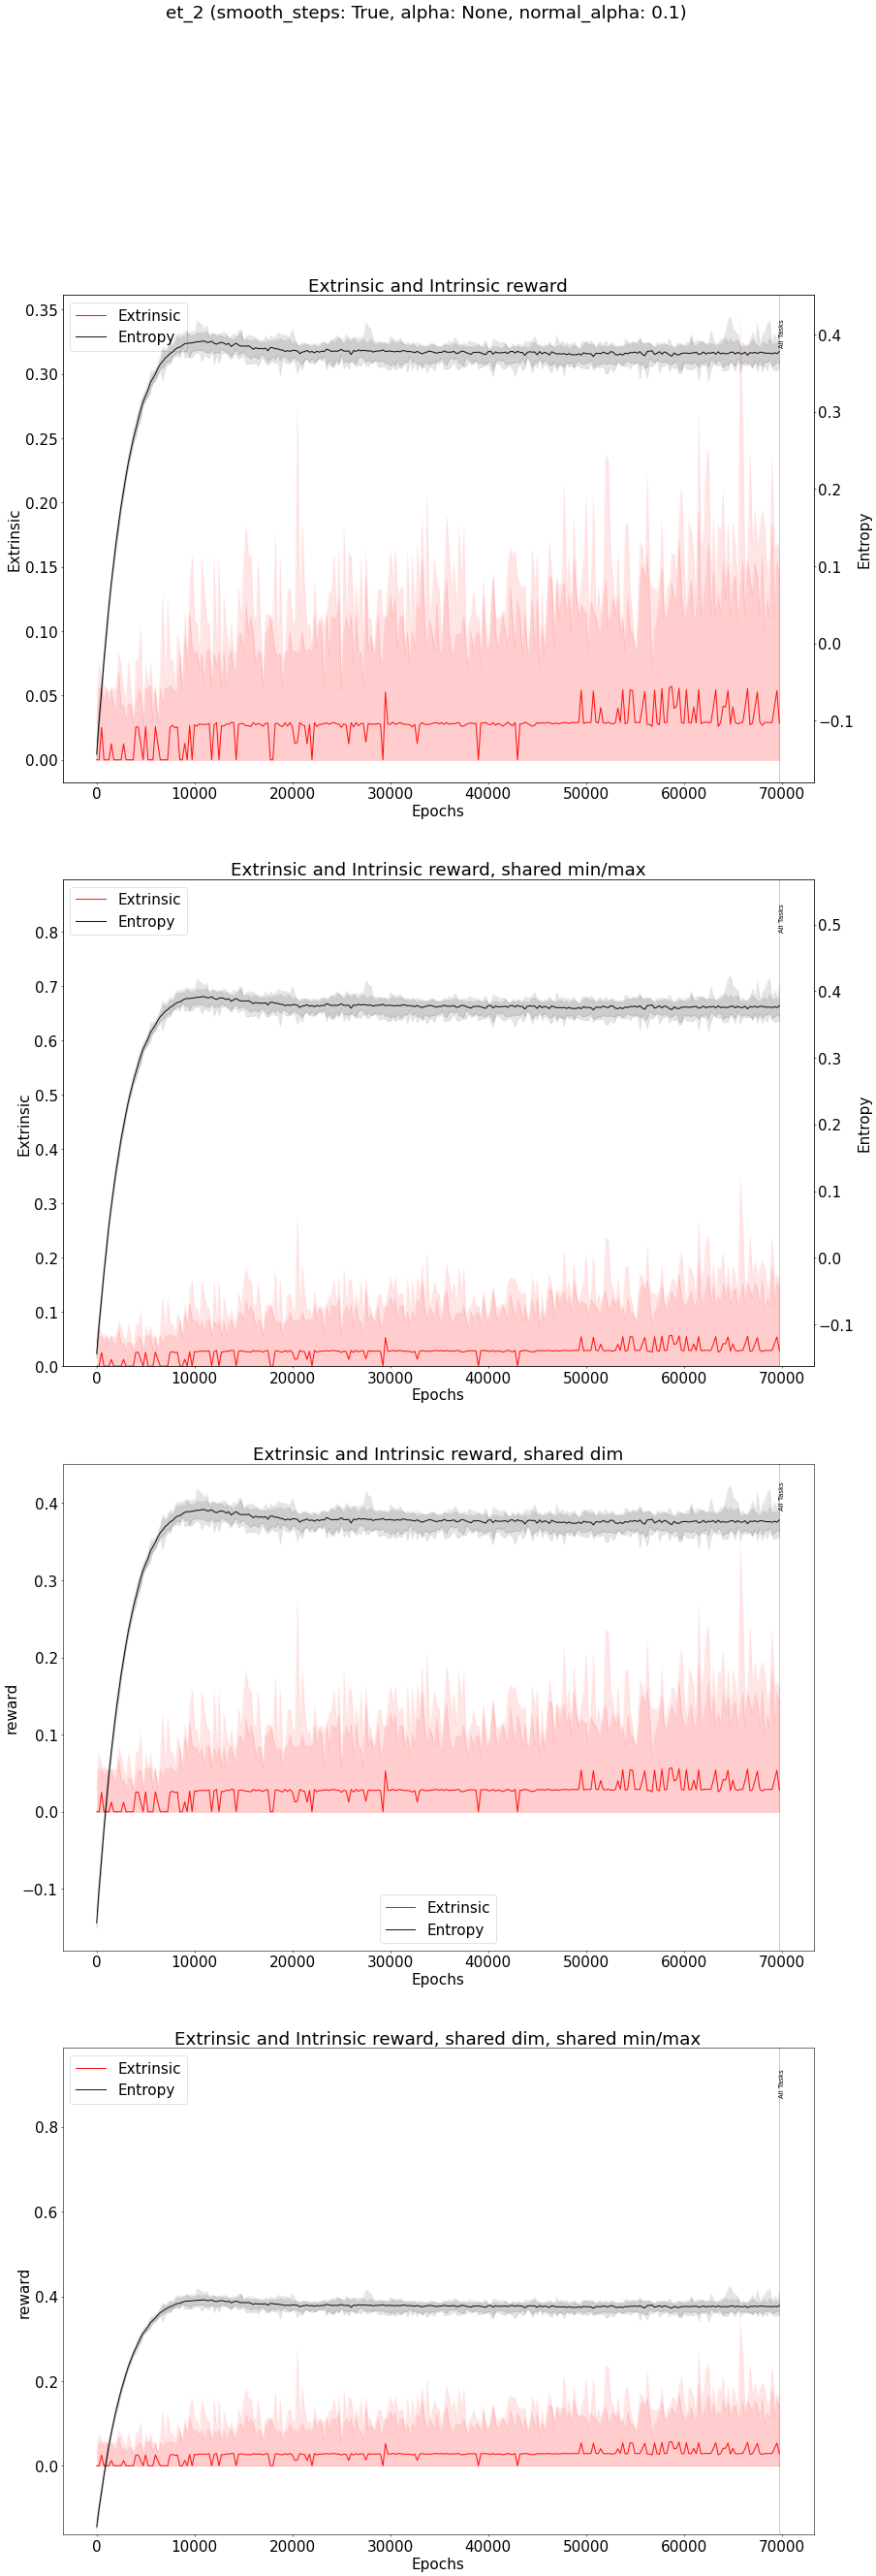 et_2 (smooth_steps: True, alpha: None, normal_alpha: 0.1)
Extrinsic and Intrinsic reward
Extrinsic
Entropy
All Tasks
0.35
0.30
0.25
0.20
0.15
0.10
0.05
0.00
Extrinsic
0.4
0.3
0.2
0.1
0.0
−0.1
Entropy
0 10000 20000 30000 40000 50000 60000 70000
Epochs
Extrinsic and Intrinsic reward, shared min/max
Extrinsic
Entropy
All Tasks
0.8
0.7
0.6
0.5
0.4
0.3
0.2
0.1
0.0
Extrinsic
0.5
0.4
0.3
0.2
0.1
0.0
−0.1
Entropy
0 10000 20000 30000 40000 50000 60000 70000
Epochs
Extrinsic and Intrinsic reward, shared dim
All Tasks
0.4
0.3
0.2
0.1
0.0
−0.1
reward
Extrinsic
Entropy
0 10000 20000 30000 40000 50000 60000 70000
Epochs
Extrinsic and Intrinsic reward, shared dim, shared min/max
Extrinsic
Entropy
All Tasks
0.8
0.6
0.4
0.2
0.0
reward
0 10000 20000 30000 40000 50000 60000 70000
Epochs